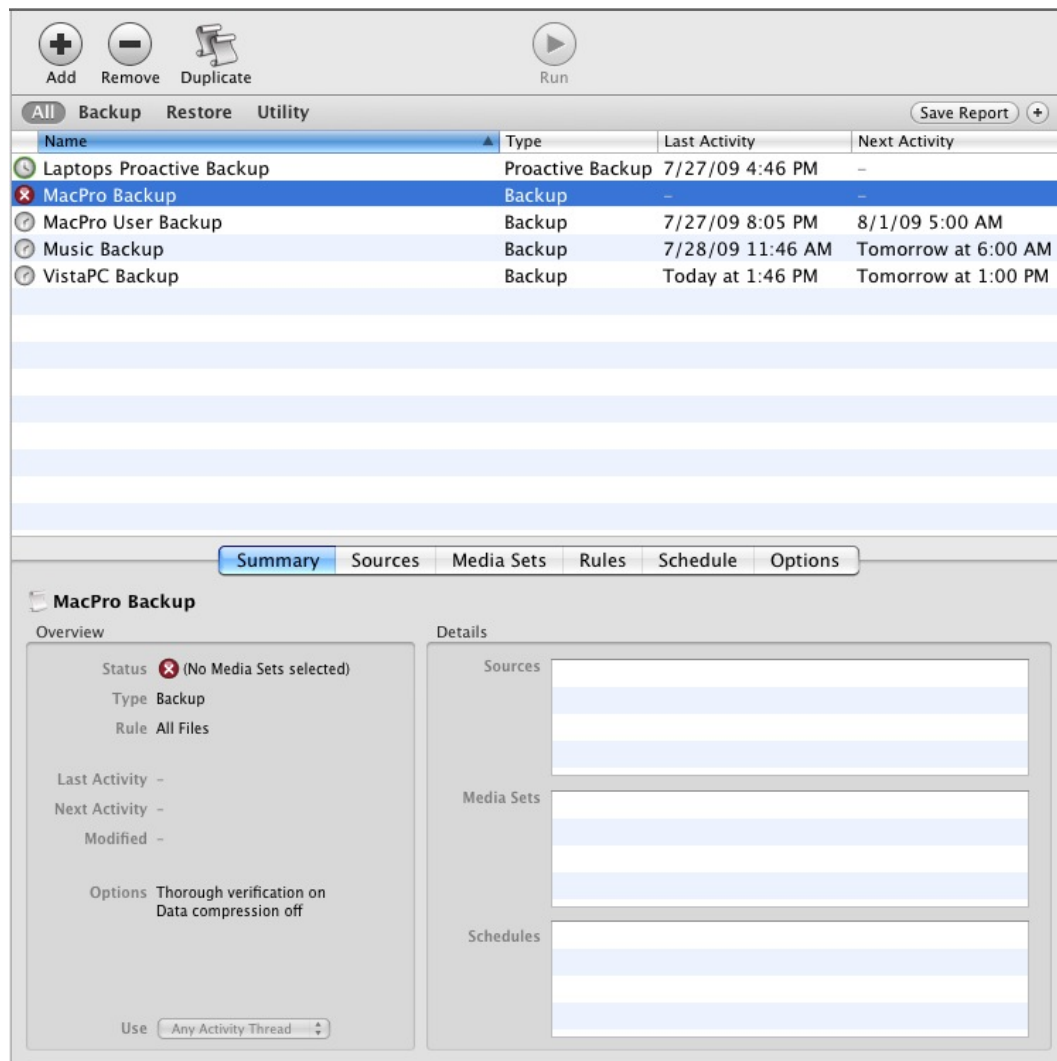 Add Remove Duplicate Run
All Backup Restore Utility Save Report
Name Type Last Activity Next Activity
Laptops Proactive Backup Proactive Backup 7/27/09 4:46 PM –
MacPro Backup Backup – –
MacPro User Backup Backup 7/27/09 8:05 PM 8/1/09 5:00 AM
Music Backup Backup 7/28/09 11:46 AM Tomorrow at 6:00 AM
VistaPC Backup Backup Today at 1:46 PM Tomorrow at 1:00 PM
Summary Sources Media Sets Rules Schedule Options
MacPro Backup
Overview
Status (No Media Sets selected)
Type Backup
Rule All Files
Last Activity –
Next Activity –
Modified –
Options Thorough verification on
Data compression off
Use Any Activity Thread
Details
Sources
Media Sets
Schedules